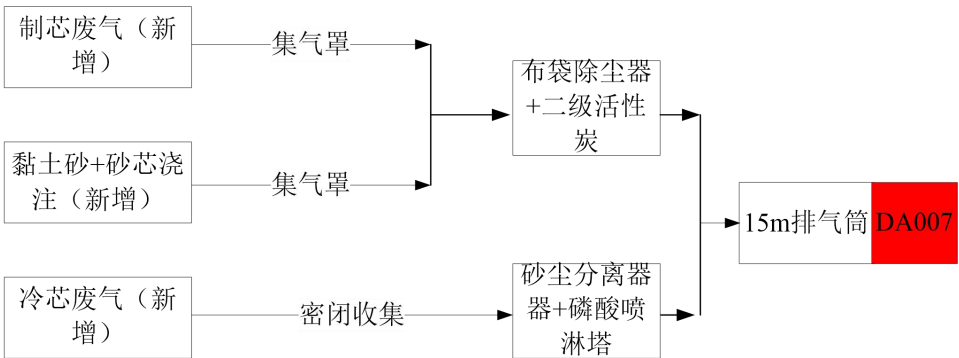 制芯废气（新
增）
集气罩
布袋除尘器
+二级活性
炭
黏土砂+砂芯浇
注（新增）
集气罩
15m排气筒
DA007
冷芯废气（新
增）
密闭收集
砂尘分离器
器+磷酸喷
淋塔